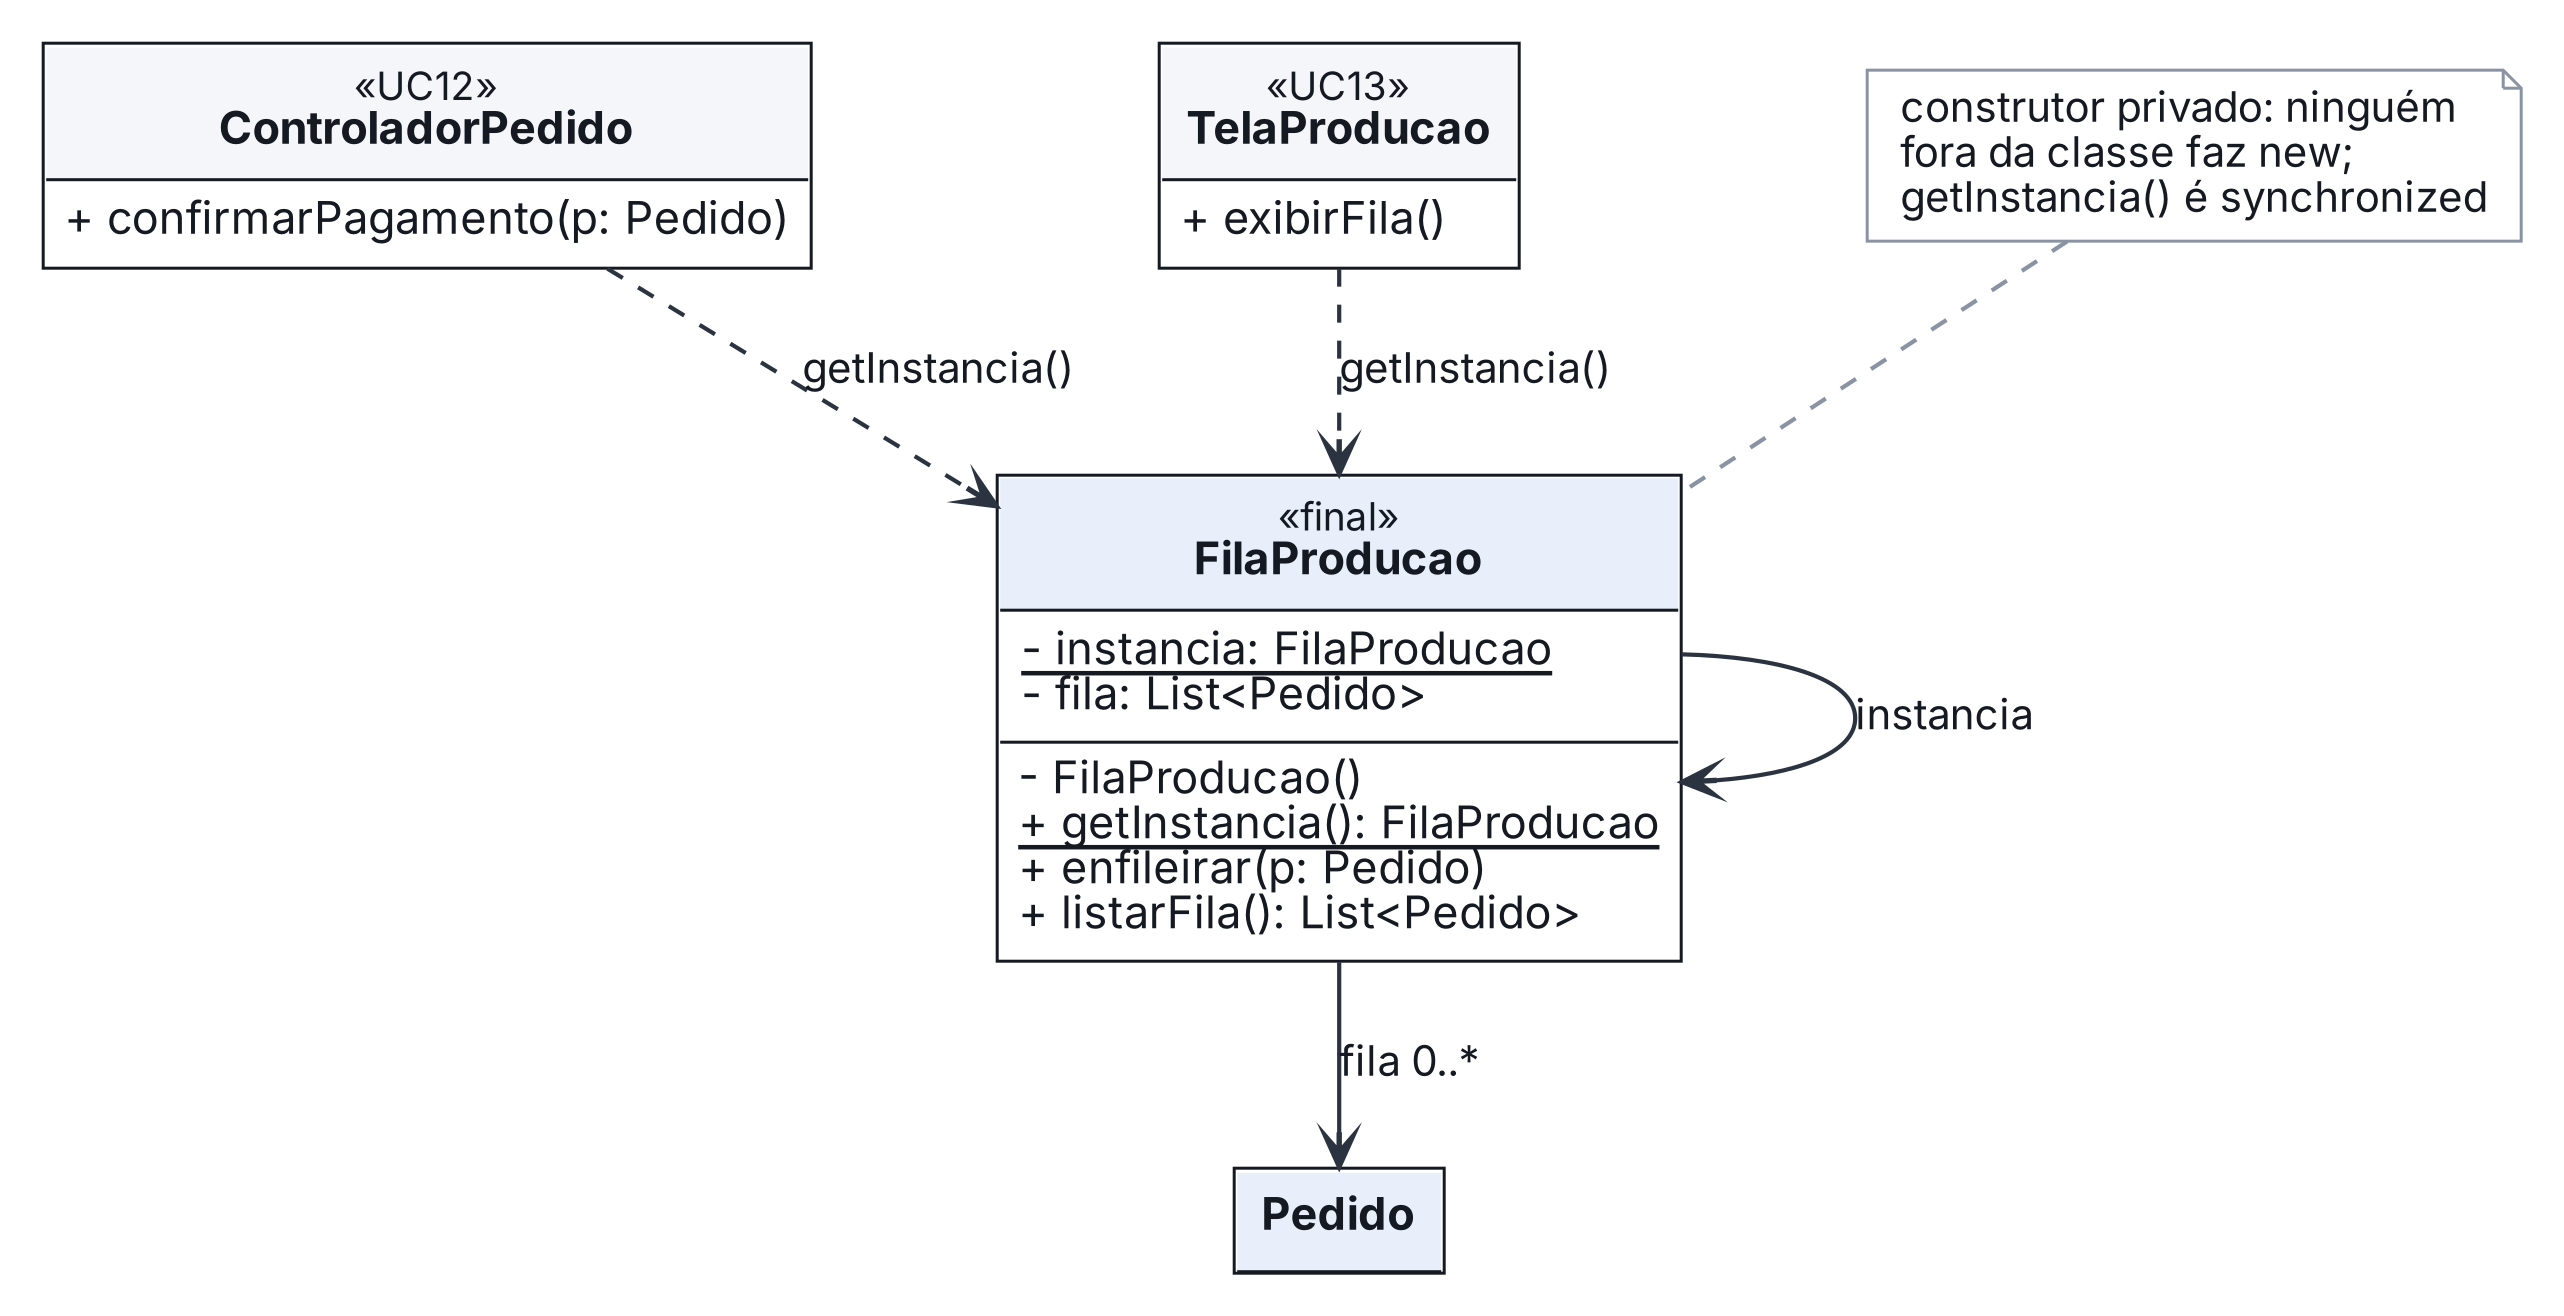 «UC12»
ControladorPedido
+ confirmarPagamento(p: Pedido)
«UC13»
TelaProducao
+ exibirFila()
construtor privado: ninguém
fora da classe faz new;
getInstancia() é synchronized
getInstancia()
getInstancia()
«final»
FilaProducao
- instancia: FilaProducao
- fila: List<Pedido>
- FilaProducao()
+ getInstancia(): FilaProducao
+ enfileirar(p: Pedido)
+ listarFila(): List<Pedido>
instancia
fila 0..*
Pedido